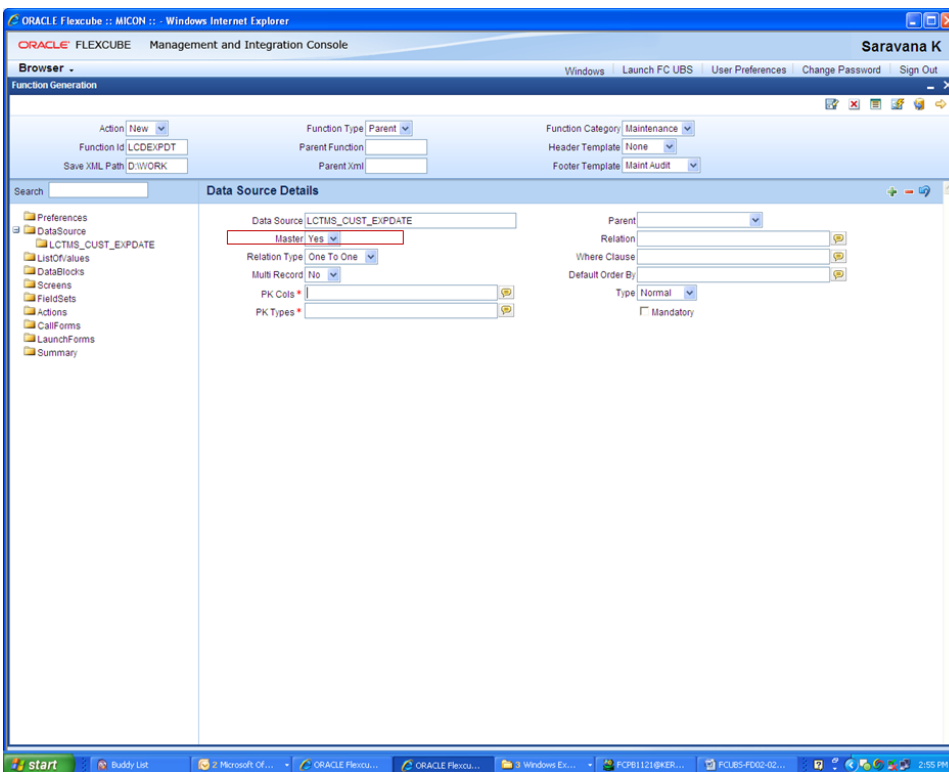 ORACLE Flexcube :: MICON :: - Windows Internet Explorer
ORACLE FLEXCUBE Management and Integration Console Saravana K
Browser Windows Launch FC UBS User Preferences Change Password Sign Out
Function Generation
Action New Function Type Parent Function Category Maintenance
Function Id LCDEXPDT Parent Function Header Template None
Save XML Path D:\WORK Parent Xml Footer Template Maint Audit
Search Data Source Details
Preferences
DataSource
LCTMS_CUST_EXPDATE
ListOfValues
DataBlocks
Screens
FieldSets
Actions
CallForms
LaunchForms
Summary
Data Source LCTMS_CUST_EXPDATE Parent
Master Yes Relation
Relation Type One To One Where Clause
Multi Record No Default Order By
PK Cols * Type Normal
PK Types * Mandatory
start Buddy List 2 Microsoft Of... ORACLE Flexcu... ORACLE Flexcu... 3 Windows Ex... FCPB1121@KER... FCUBS-FD02-02... 2:55 PM